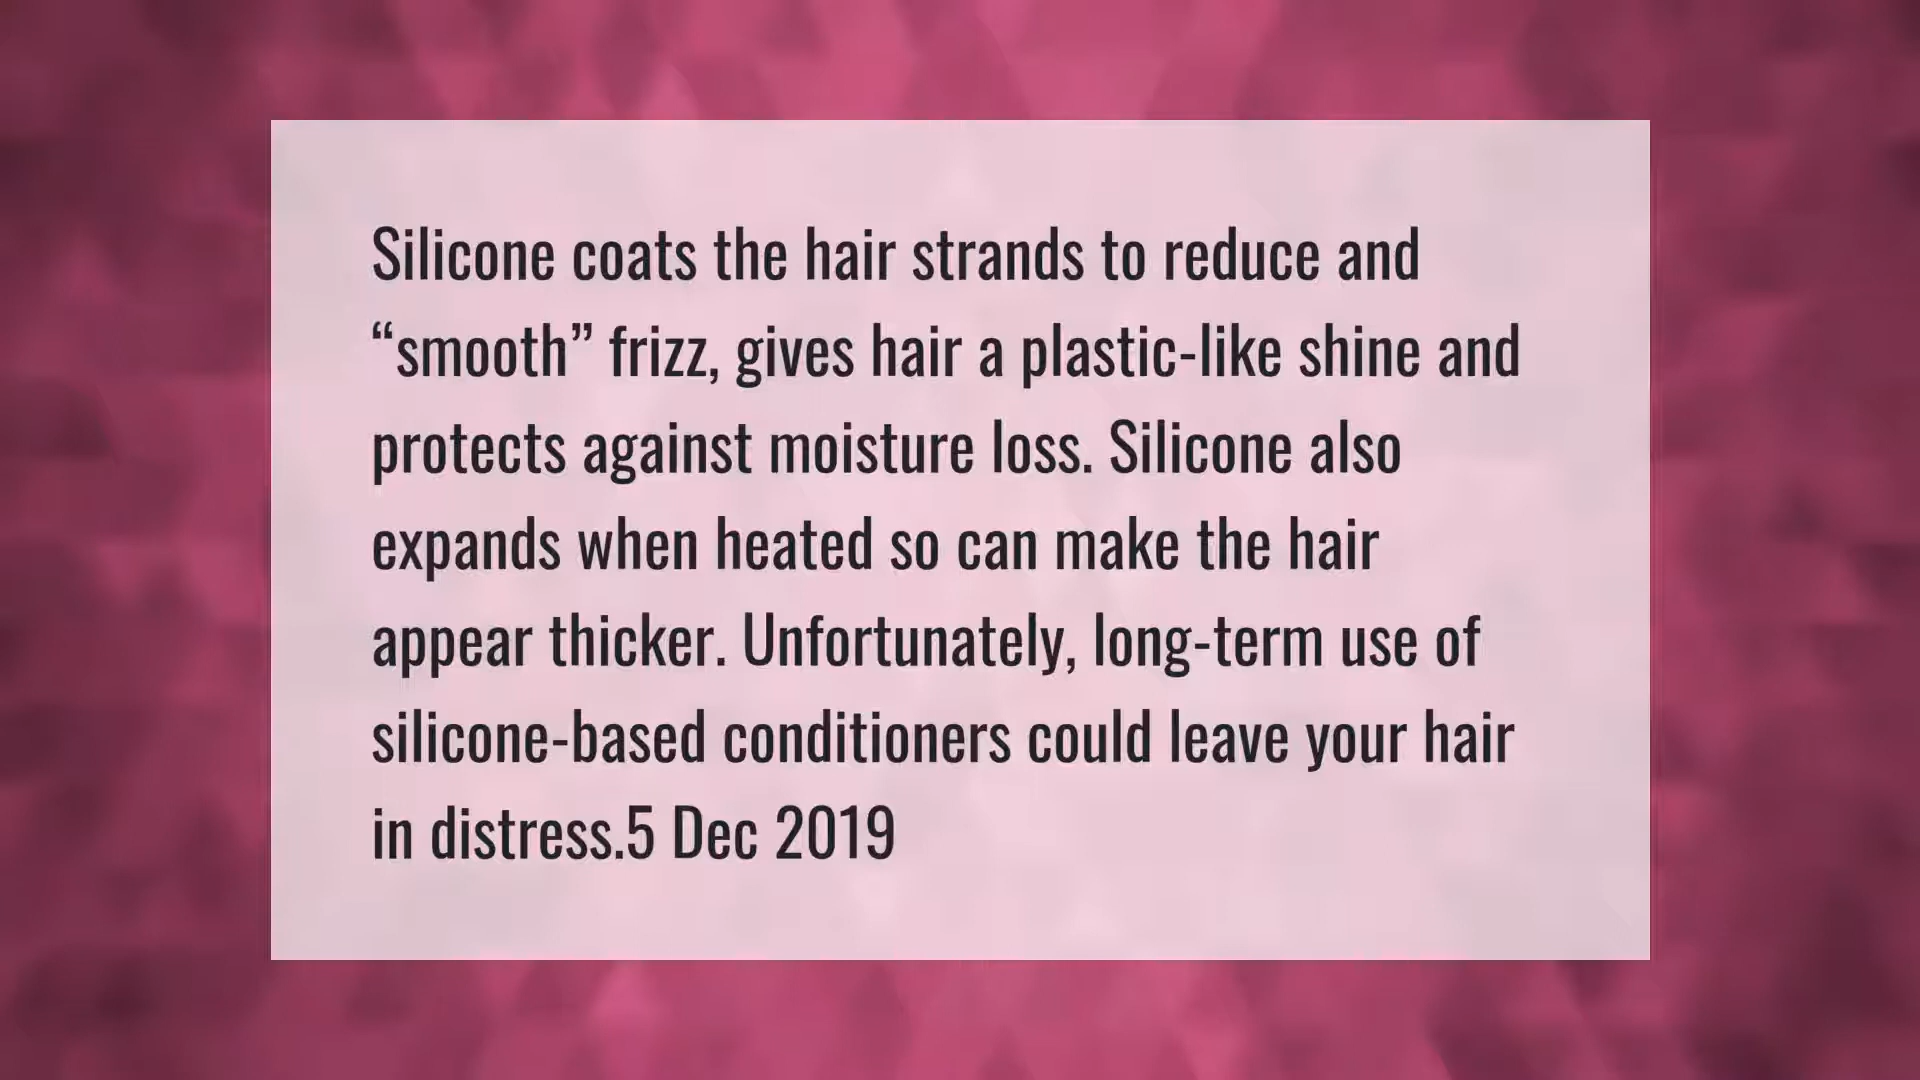 Silicone coats the hair strands to reduce and
“smooth” frizz, gives hair a plastic-like shine and
protects against moisture loss. Silicone also
expands when heated so can make the hair
appear thicker. Unfortunately, long-term use of
silicone-based conditioners could leave your hair
in distress.5 Dec 2019